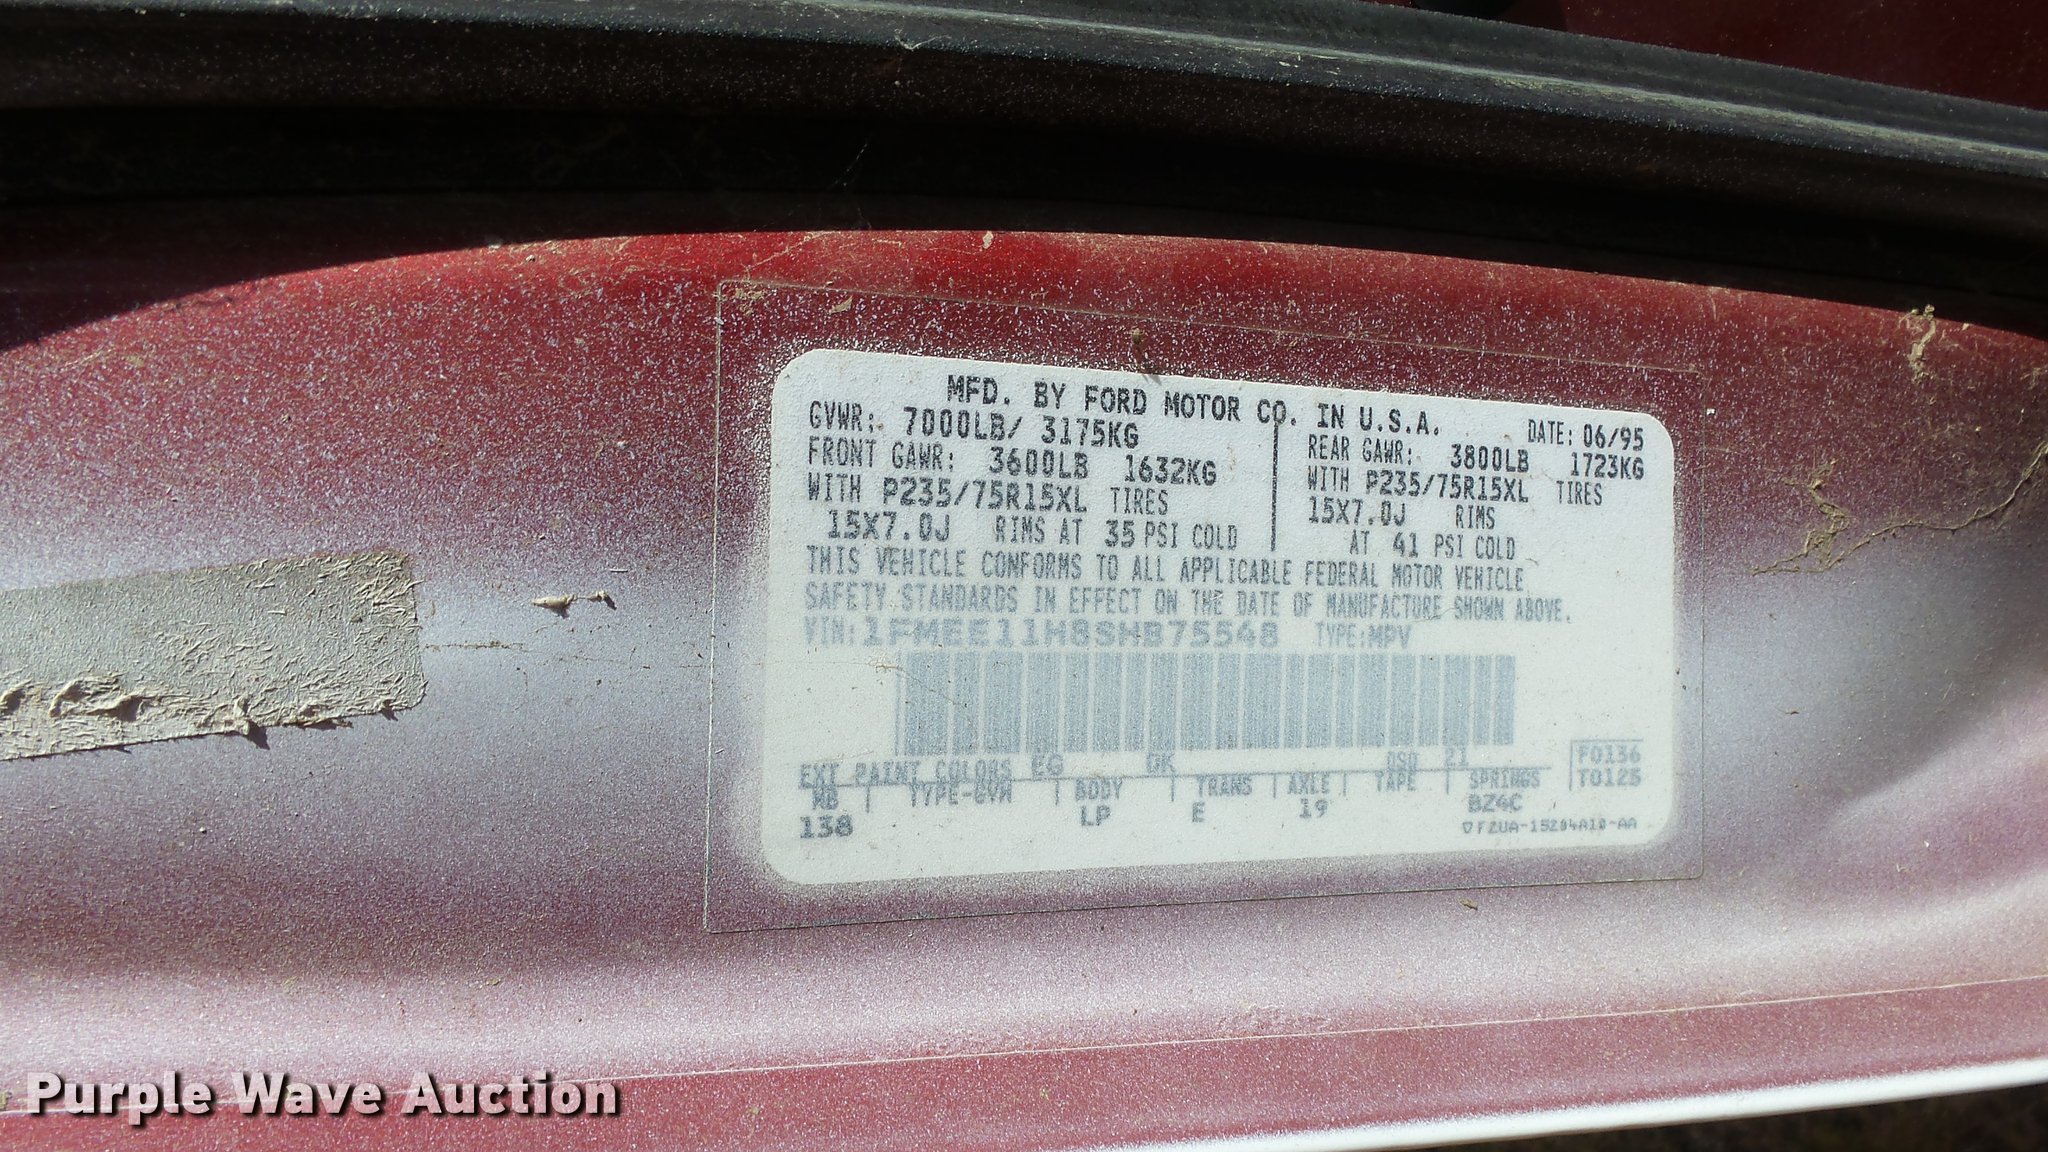 MFD. BY FORD MOTOR CO. IN U.S.A.
DATE: 06/95
GVWR: 7000LB/ 3175KG
FRONT GAWR: 3600LB 1632KG
WITH P235/75R15XL TIRES
15X7.0J RIMS AT 35 PSI COLD
REAR GAWR: 3800LB 1723KG
WITH P235/75R15XL TIRES
15X7.0J RIMS
AT 41 PSI COLD
THIS VEHICLE CONFORMS TO ALL APPLICABLE FEDERAL MOTOR VEHICLE
SAFETY STANDARDS IN EFFECT ON THE DATE OF MANUFACTURE SHOWN ABOVE.
VIN: 1FMEE11H8SHB75548 TYPE: MPV
EXT PAINT COLORS EG DK DSO 21
F0136
T0125
WB TYPE-GVM BODY TRANS AXLE TAPE SPRINGS
138 LP E 19 BZ4C
Purple Wave Auction